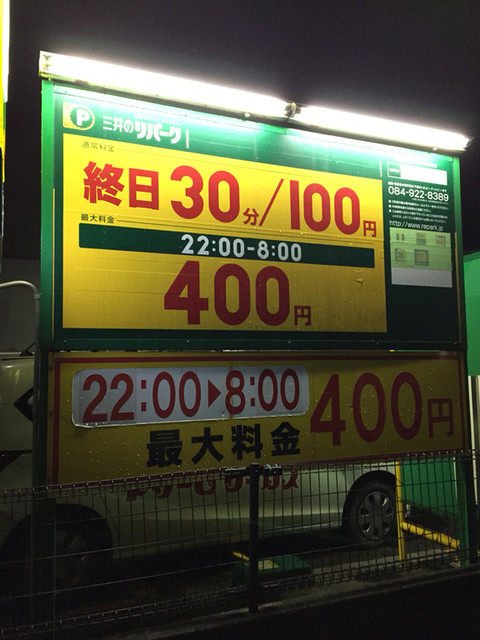 P 三井のリパーク
通常料金
終日30分/100円
最大料金
22:00-8:00
400円
084-922-8389
http://www.repark.jp
22:00▶8:00 400円
最大料金